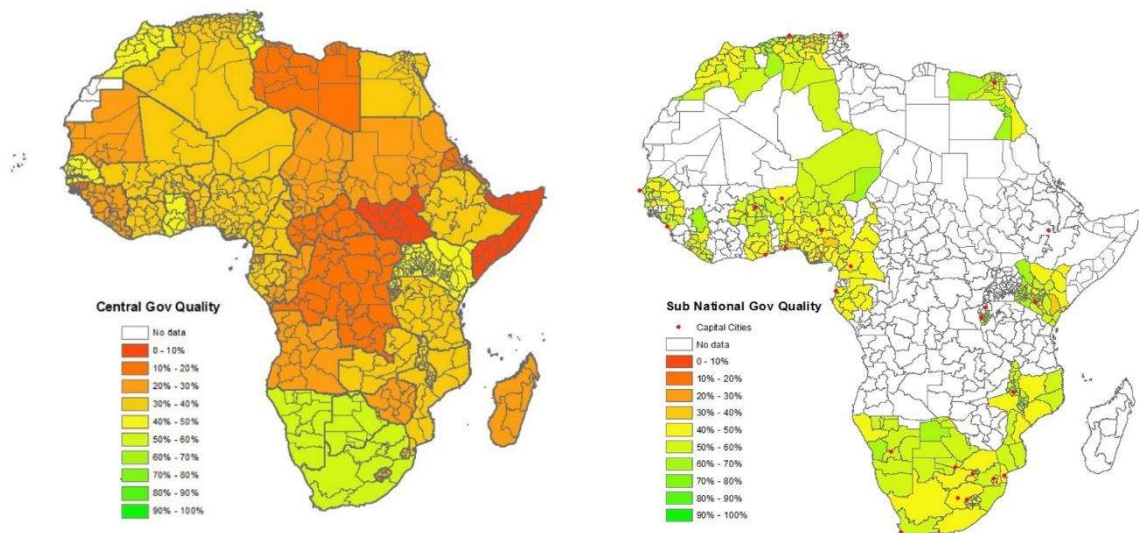 Central Gov Quality
No data
0 - 10%
10% - 20%
20% - 30%
30% - 40%
40% - 50%
50% - 60%
60% - 70%
70% - 80%
80% - 90%
90% - 100%
Sub National Gov Quality
Capital Cities
No data
0 - 10%
10% - 20%
20% - 30%
30% - 40%
40% - 50%
50% - 60%
60% - 70%
70% - 80%
80% - 90%
90% - 100%